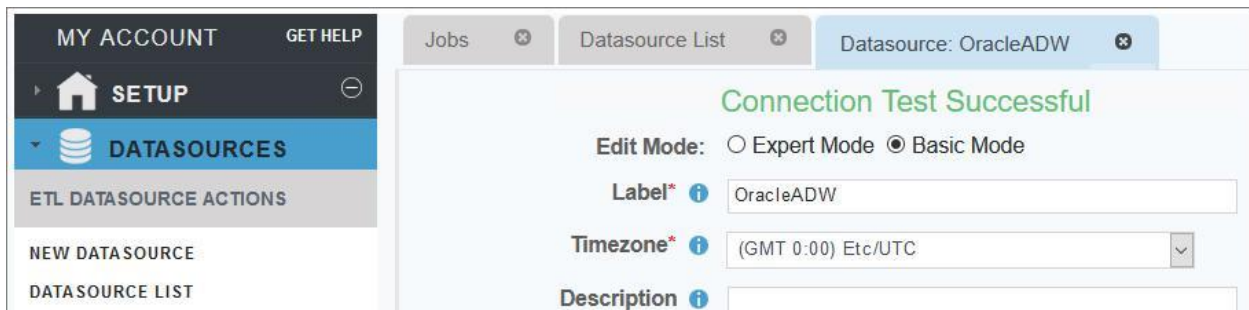 MY ACCOUNT GET HELP
SETUP
DATASOURCES
ETL DATASOURCE ACTIONS
NEW DATASOURCE
DATASOURCE LIST
Jobs Datasource List Datasource: OracleADW
Connection Test Successful
Edit Mode: Expert Mode Basic Mode
Label* OracleADW
Timezone* (GMT 0:00) Etc/UTC
Description